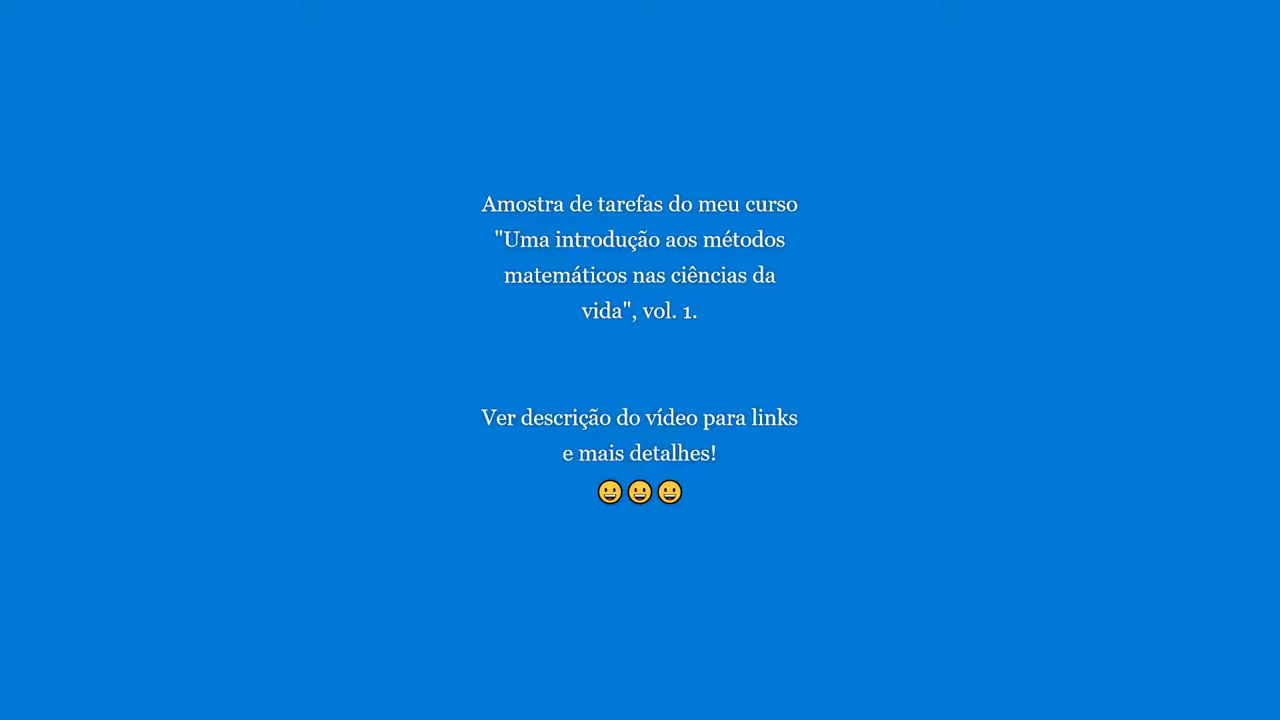 Amostra de tarefas do meu curso
"Uma introdução aos métodos
matemáticos nas ciências da
vida", vol. 1.
Ver descrição do vídeo para links
e mais detalhes!
😀😀😀